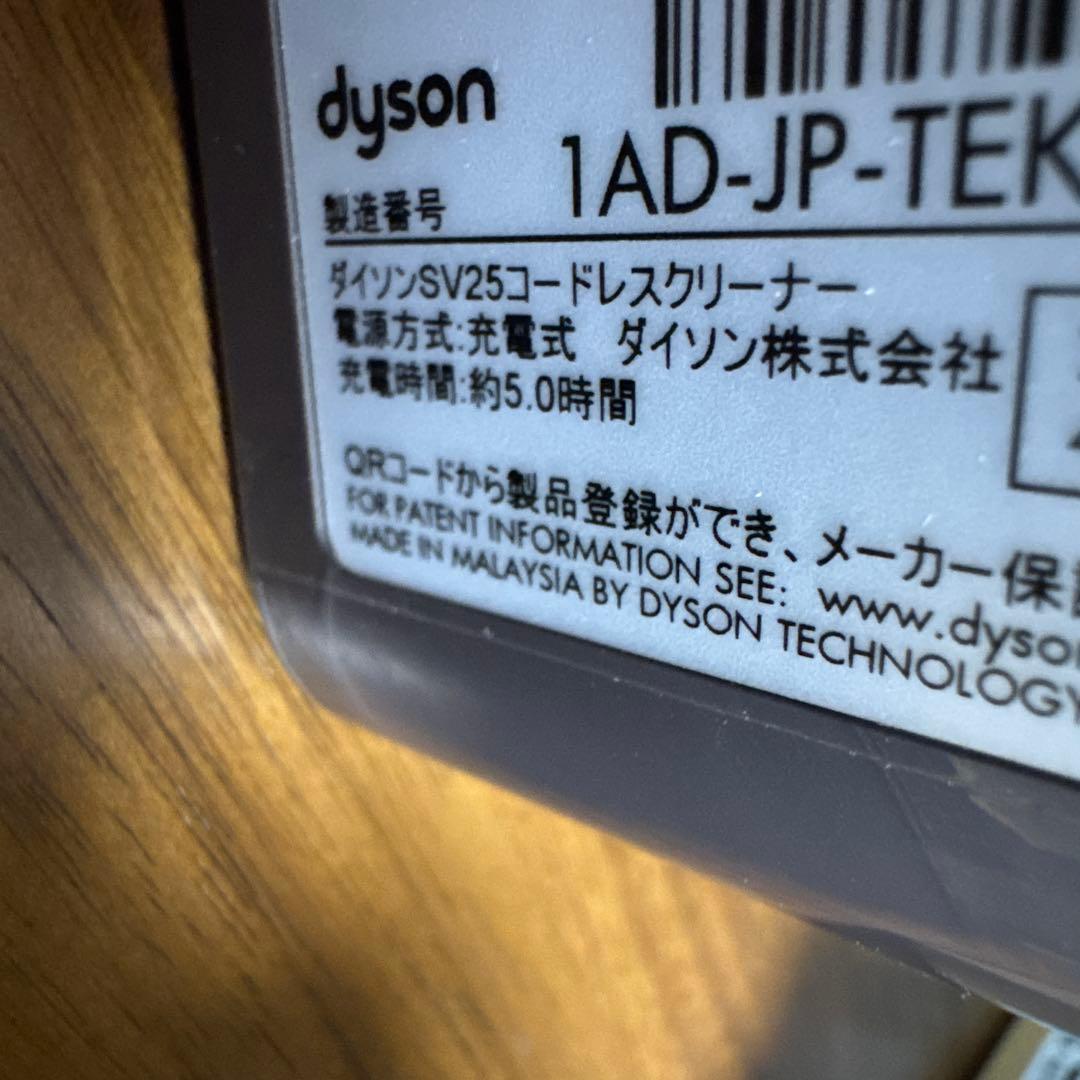 dyson
製造番号 1AD-JP-TEK
ダイソンSV25コードレスクリーナー
電源方式:充電式 ダイソン株式会社
充電時間:約5.0時間
QRコードから製品登録ができ、メーカー保
FOR PATENT INFORMATION SEE: www.dyson
MADE IN MALAYSIA BY DYSON TECHNOLOGY